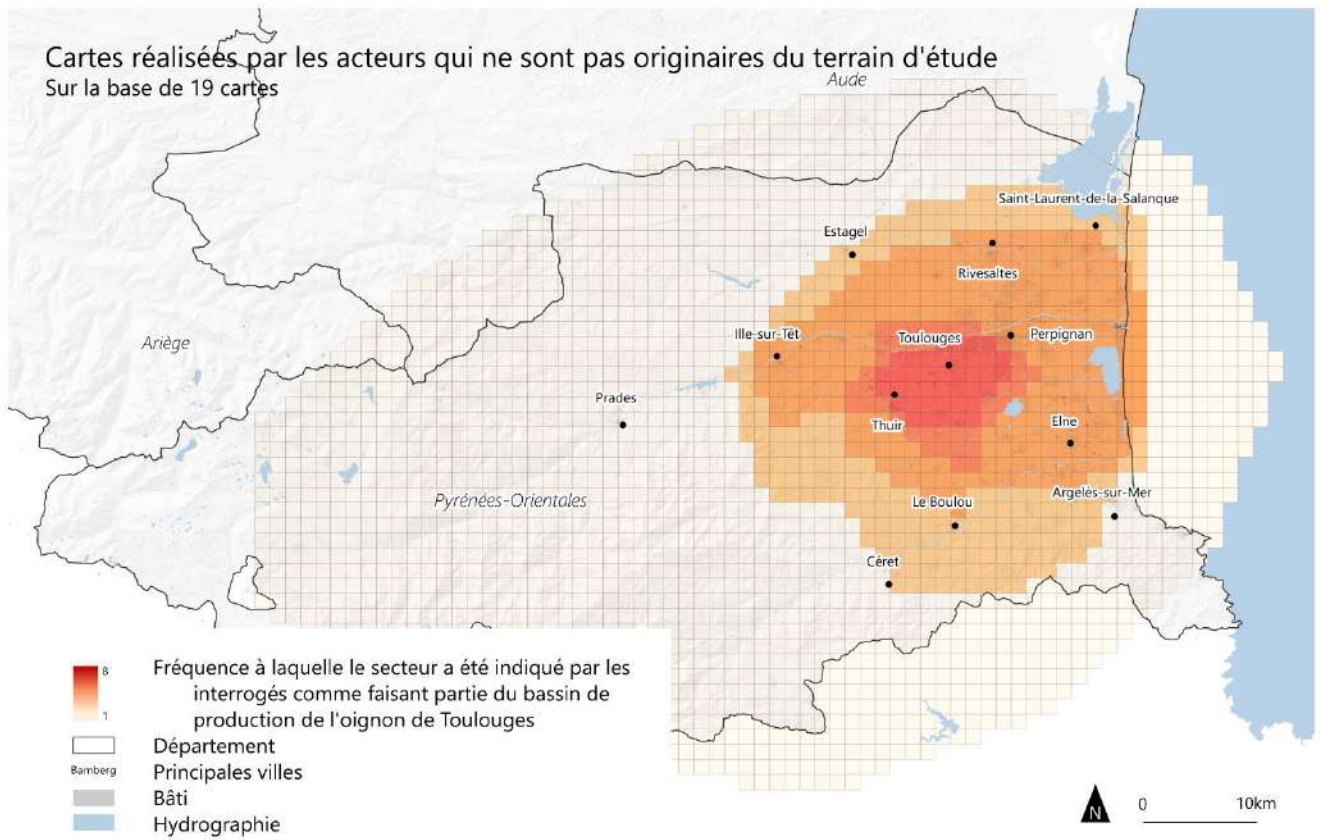 Cartes réalisées par les acteurs qui ne sont pas originaires du terrain d'étude
Sur la base de 19 cartes
Aude
Saint-Laurent-de-la-Salanque
Estagel
Rivesaltes
Ille-sur-Têt
Toulouges
Perpignan
Ariège
Prades
Thuir
Elne
Pyrénées-Orientales
Le Boulou
Argelès-sur-Mer
Céret
8
1
Fréquence à laquelle le secteur a été indiqué par les
interrogés comme faisant partie du bassin de
production de l'oignon de Toulouges
Département
Bamberg Principales villes
Bâti
Hydrographie
N
0 10km